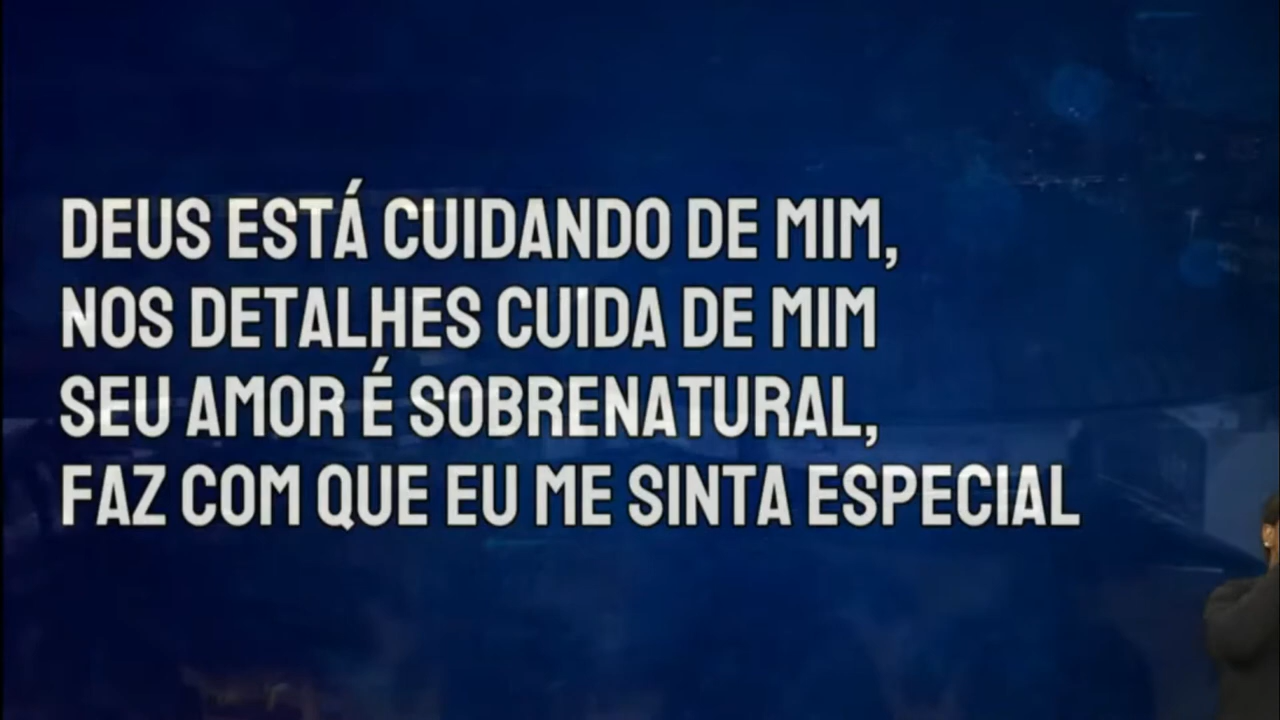 DEUS ESTÁ CUIDANDO DE MIM,
NOS DETALHES CUIDA DE MIM
SEU AMOR É SOBRENATURAL,
FAZ COM QUE EU ME SINTA ESPECIAL